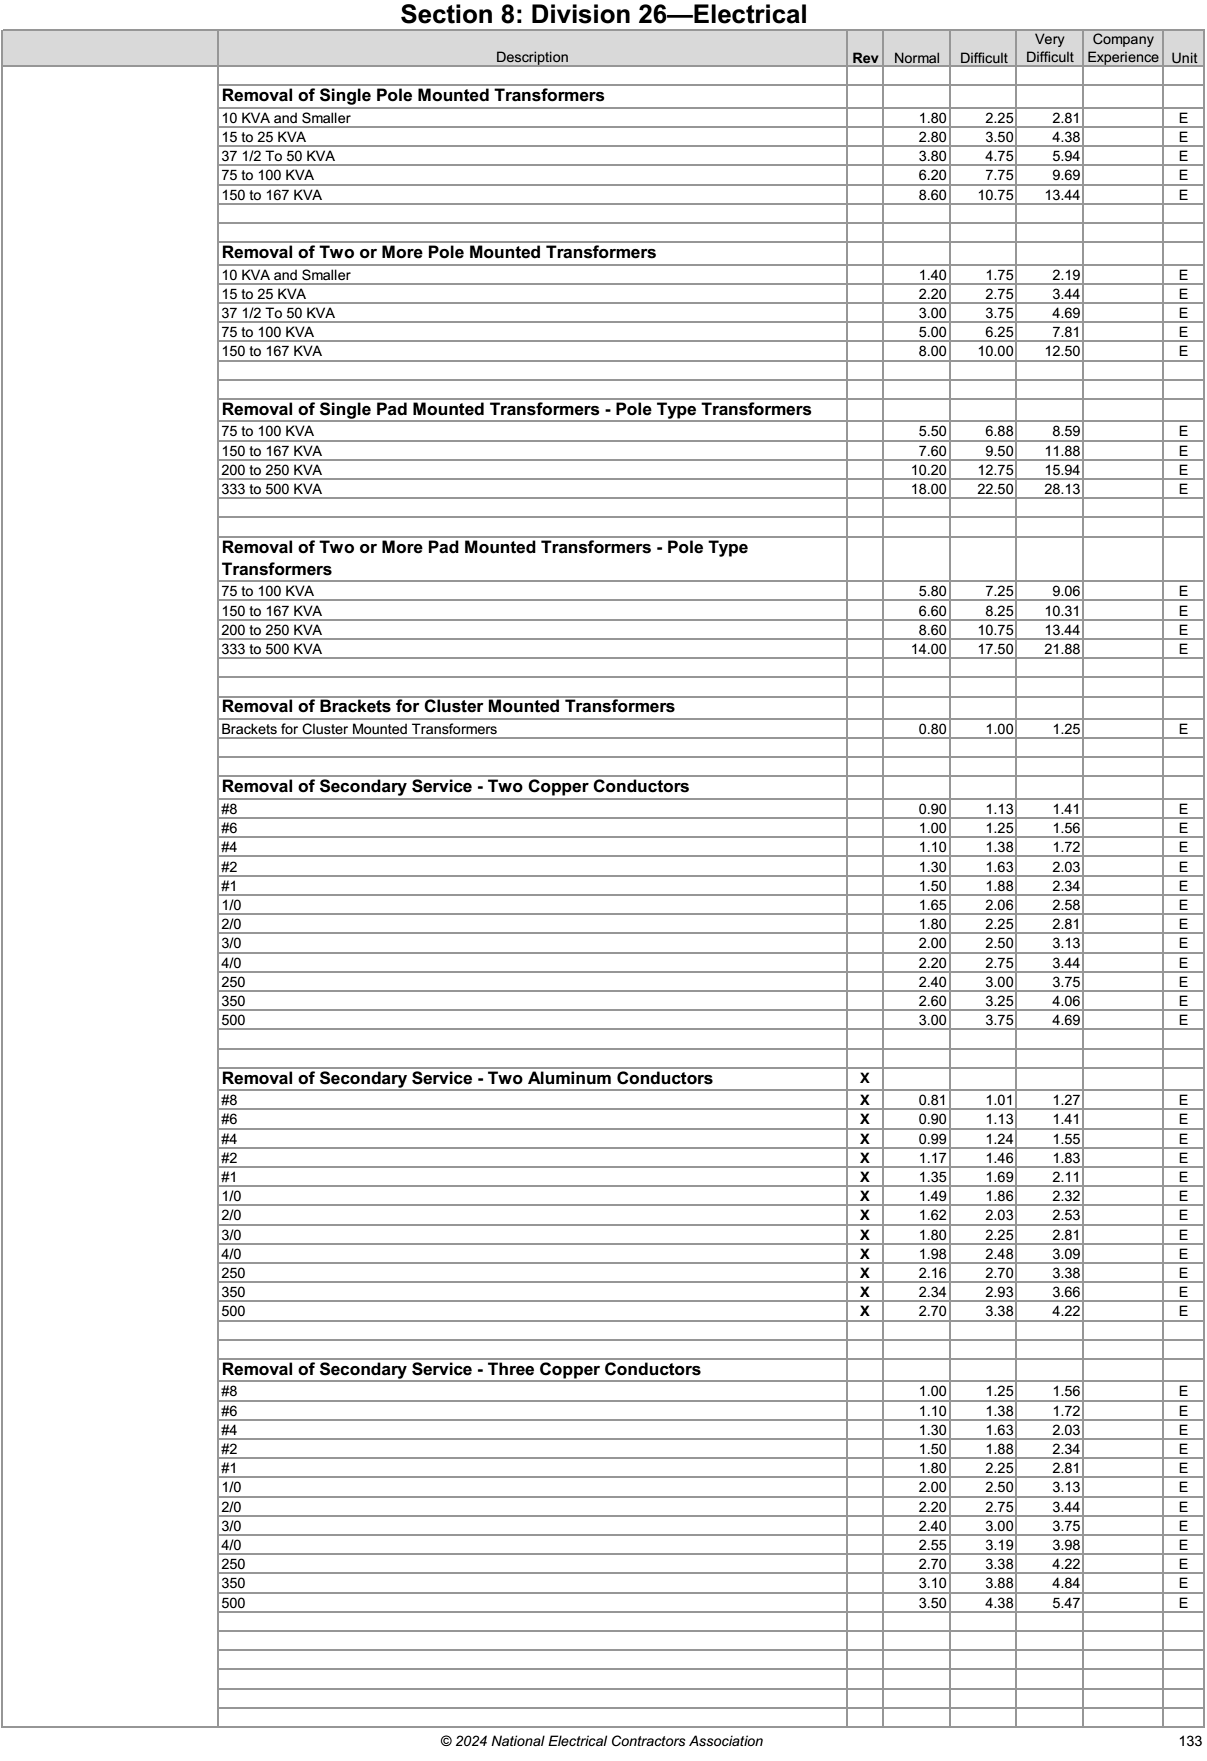 Section 8: Division 26—Electrical
Description Rev Normal Difficult Very Difficult Company Experience Unit
Removal of Single Pole Mounted Transformers
10 KVA and Smaller 1.80 2.25 2.81 E
15 to 25 KVA 2.80 3.50 4.38 E
37 1/2 To 50 KVA 3.80 4.75 5.94 E
75 to 100 KVA 6.20 7.75 9.69 E
150 to 167 KVA 8.60 10.75 13.44 E
Removal of Two or More Pole Mounted Transformers
10 KVA and Smaller 1.40 1.75 2.19 E
15 to 25 KVA 2.20 2.75 3.44 E
37 1/2 To 50 KVA 3.00 3.75 4.69 E
75 to 100 KVA 5.00 6.25 7.81 E
150 to 167 KVA 8.00 10.00 12.50 E
Removal of Single Pad Mounted Transformers - Pole Type Transformers
75 to 100 KVA 5.50 6.88 8.59 E
150 to 167 KVA 7.60 9.50 11.88 E
200 to 250 KVA 10.20 12.75 15.94 E
333 to 500 KVA 18.00 22.50 28.13 E
Removal of Two or More Pad Mounted Transformers - Pole Type
Transformers
75 to 100 KVA 5.80 7.25 9.06 E
150 to 167 KVA 6.60 8.25 10.31 E
200 to 250 KVA 8.60 10.75 13.44 E
333 to 500 KVA 14.00 17.50 21.88 E
Removal of Brackets for Cluster Mounted Transformers
Brackets for Cluster Mounted Transformers 0.80 1.00 1.25 E
Removal of Secondary Service - Two Copper Conductors
#8 0.90 1.13 1.41 E
#6 1.00 1.25 1.56 E
#4 1.10 1.38 1.72 E
#2 1.30 1.63 2.03 E
#1 1.50 1.88 2.34 E
1/0 1.65 2.06 2.58 E
2/0 1.80 2.25 2.81 E
3/0 2.00 2.50 3.13 E
4/0 2.20 2.75 3.44 E
250 2.40 3.00 3.75 E
350 2.60 3.25 4.06 E
500 3.00 3.75 4.69 E
Removal of Secondary Service - Two Aluminum Conductors X
#8 X 0.81 1.01 1.27 E
#6 X 0.90 1.13 1.41 E
#4 X 0.99 1.24 1.55 E
#2 X 1.17 1.46 1.83 E
#1 X 1.35 1.69 2.11 E
1/0 X 1.49 1.86 2.32 E
2/0 X 1.62 2.03 2.53 E
3/0 X 1.80 2.25 2.81 E
4/0 X 1.98 2.48 3.09 E
250 X 2.16 2.70 3.38 E
350 X 2.34 2.93 3.66 E
500 X 2.70 3.38 4.22 E
Removal of Secondary Service - Three Copper Conductors
#8 1.00 1.25 1.56 E
#6 1.10 1.38 1.72 E
#4 1.30 1.63 2.03 E
#2 1.50 1.88 2.34 E
#1 1.80 2.25 2.81 E
1/0 2.00 2.50 3.13 E
2/0 2.20 2.75 3.44 E
3/0 2.40 3.00 3.75 E
4/0 2.55 3.19 3.98 E
250 2.70 3.38 4.22 E
350 3.10 3.88 4.84 E
500 3.50 4.38 5.47 E
© 2024 National Electrical Contractors Association 133